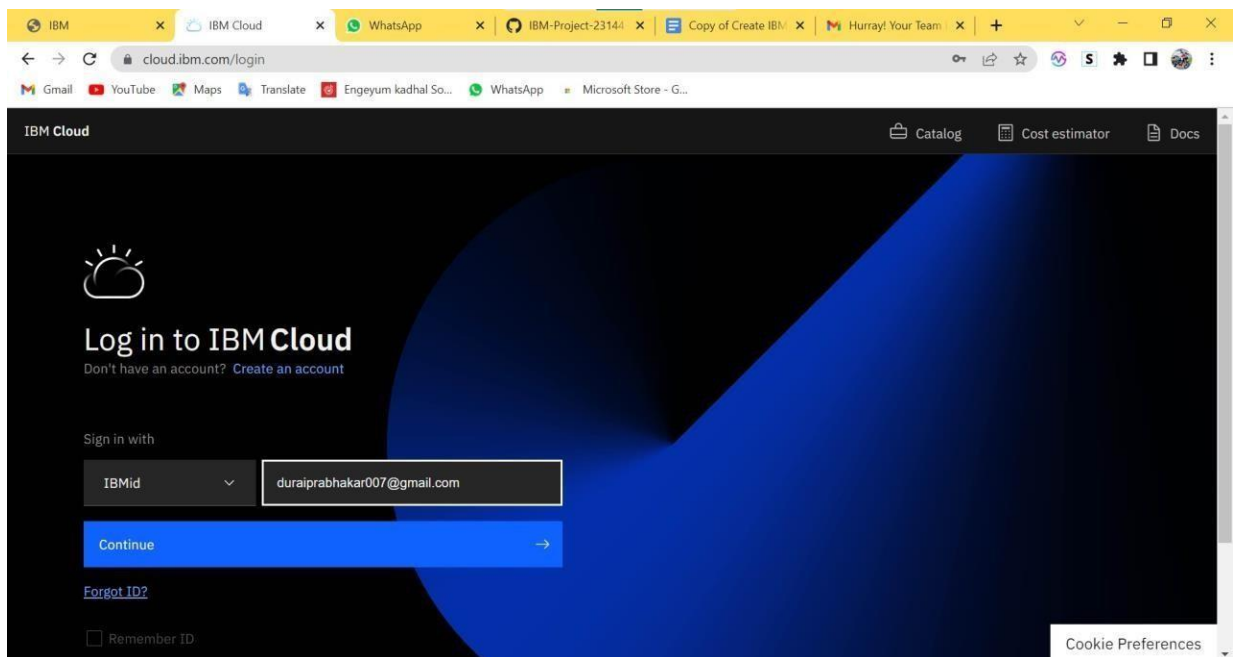 IBM
IBM Cloud
WhatsApp
IBM-Project-23144
Copy of Create IBM
Hurray! Your Team
cloud.ibm.com/login
S
Gmail
YouTube
Maps
Translate
Engeyum kadhal So...
WhatsApp
Microsoft Store - G...
IBM Cloud
Catalog
Cost estimator
Docs
Log in to IBM Cloud
Don't have an account? Create an account
Sign in with
IBMid
duraiprabhakar007@gmail.com
Continue
Forgot ID?
Remember ID
Cookie Preferences